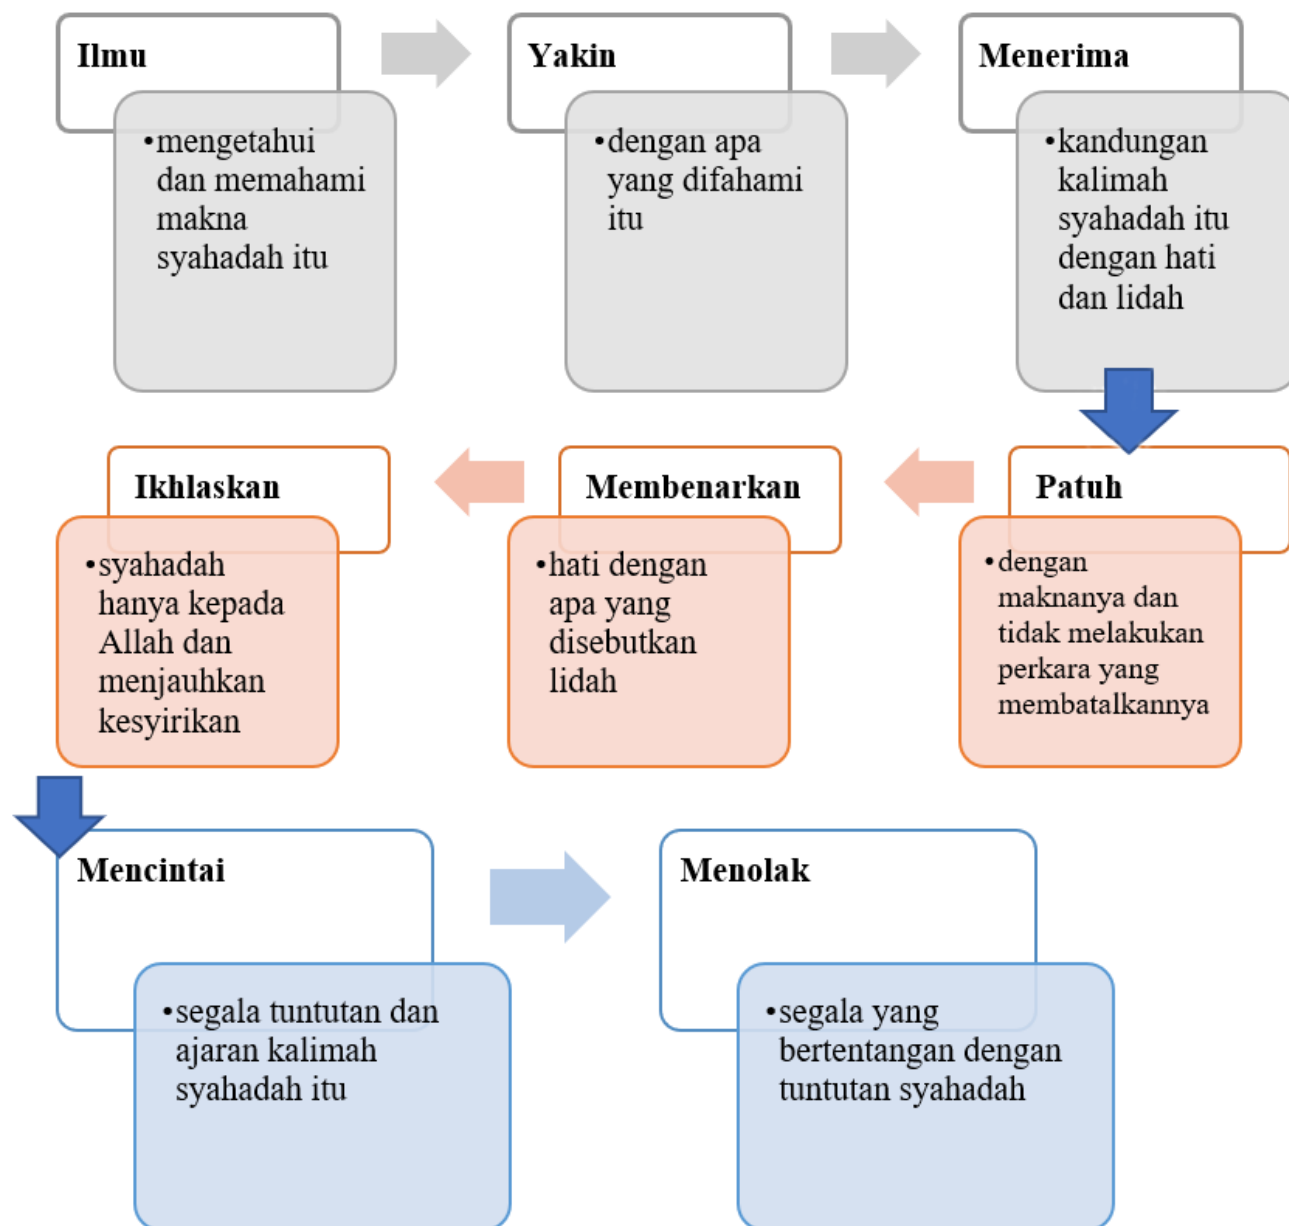 Ilmu
•mengetahui
dan memahami
makna
syahadah itu
Yakin
•dengan apa
yang difahami
itu
Menerima
•kandungan
kalimah
syahadah itu
dengan hati
dan lidah
Patuh
•dengan
maknanya dan
tidak melakukan
perkara yang
membatalkannya
Membenarkan
•hati dengan
apa yang
disebutkan
lidah
Ikhlaskan
•syahadah
hanya kepada
Allah dan
menjauhkan
kesyirikan
Mencintai
•segala tuntutan dan
ajaran kalimah
syahadah itu
Menolak
•segala yang
bertentangan dengan
tuntutan syahadah